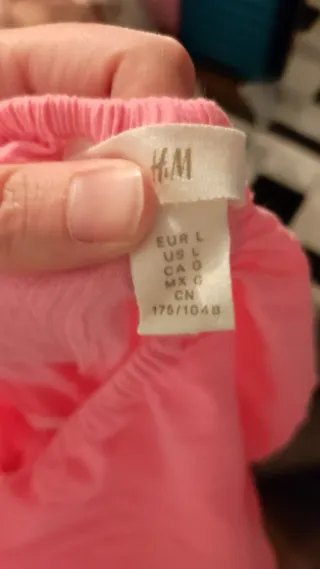 H&M
EUR L
US L
CA G
MX G
CN
175/104B